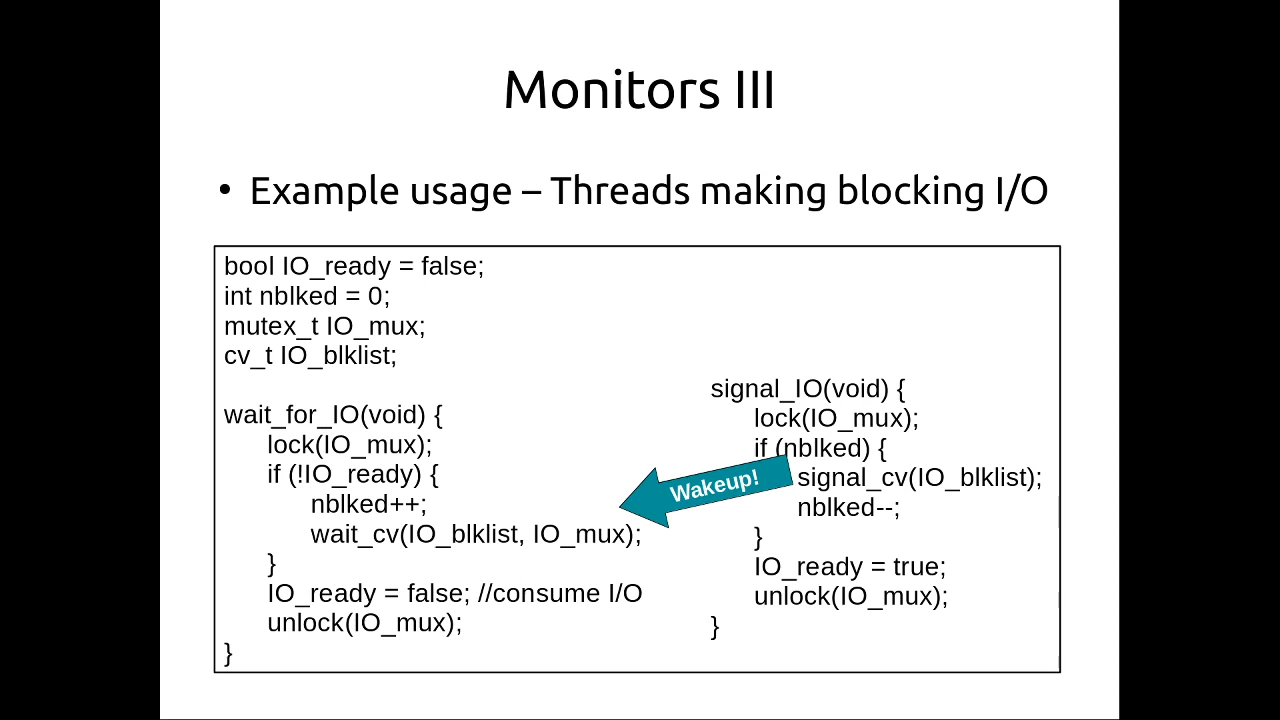 Monitors III
• Example usage – Threads making blocking I/O
bool IO_ready = false;
int nblked = 0;
mutex_t IO_mux;
cv_t IO_blklist;
wait_for_IO(void) {
lock(IO_mux);
if (!IO_ready) {
nblked++;
wait_cv(IO_blklist, IO_mux);
}
IO_ready = false; //consume I/O
unlock(IO_mux);
}
Wakeup!
signal_IO(void) {
lock(IO_mux);
if (nblked) {
signal_cv(IO_blklist);
nblked--;
}
IO_ready = true;
unlock(IO_mux);
}